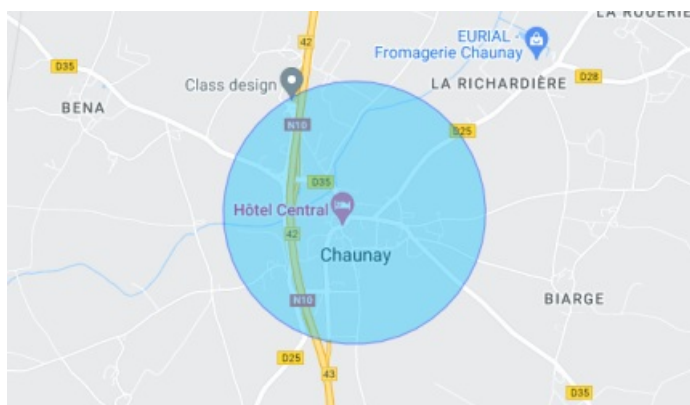 LA ROUERIE
42
EURIAL -
Fromagerie Chaunay
D35
Class design
LA RICHARDIÈRE
D28
BENA
N10
D25
D35
Hôtel Central
42
Chaunay
N10
BIARGE
D25
43
D35